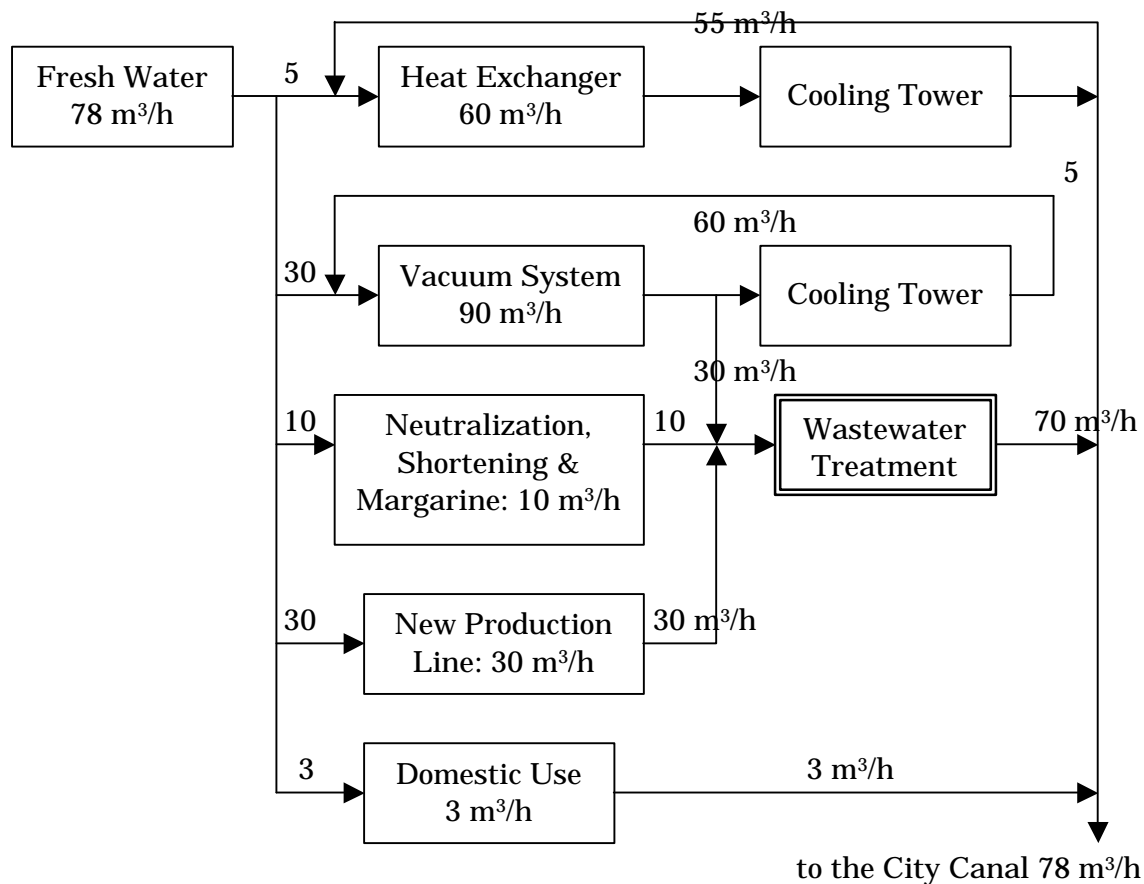 55 m³/h
Fresh Water
78 m³/h
5
Heat Exchanger
60 m³/h
Cooling Tower
5
60 m³/h
30
Vacuum System
90 m³/h
Cooling Tower
30 m³/h
10
Neutralization,
Shortening &
Margarine: 10 m³/h
10
Wastewater
Treatment
70 m³/h
30
New Production
Line: 30 m³/h
30 m³/h
3
Domestic Use
3 m³/h
3 m³/h
to the City Canal 78 m³/h